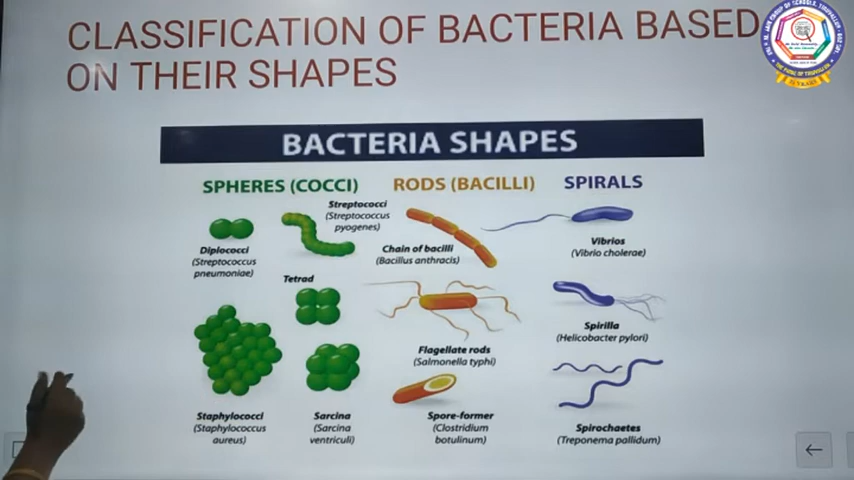 CLASSIFICATION OF BACTERIA BASED
ON THEIR SHAPES
BACTERIA SHAPES
SPHERES (COCCI)
RODS (BACILLI)
SPIRALS
Diplococci
(Streptococcus
pneumoniae)
Streptococci
(Streptococcus
pyogenes)
Tetrad
Staphylococci
(Staphylococcus
aureus)
Sarcina
(Sarcina
ventriculi)
Chain of bacilli
(Bacillus anthracis)
Flagellate rods
(Salmonella typhi)
Spore-former
(Clostridium
botulinum)
Vibrios
(Vibrio cholerae)
Spirilla
(Helicobacter pylori)
Spirochaetes
(Treponema pallidum)